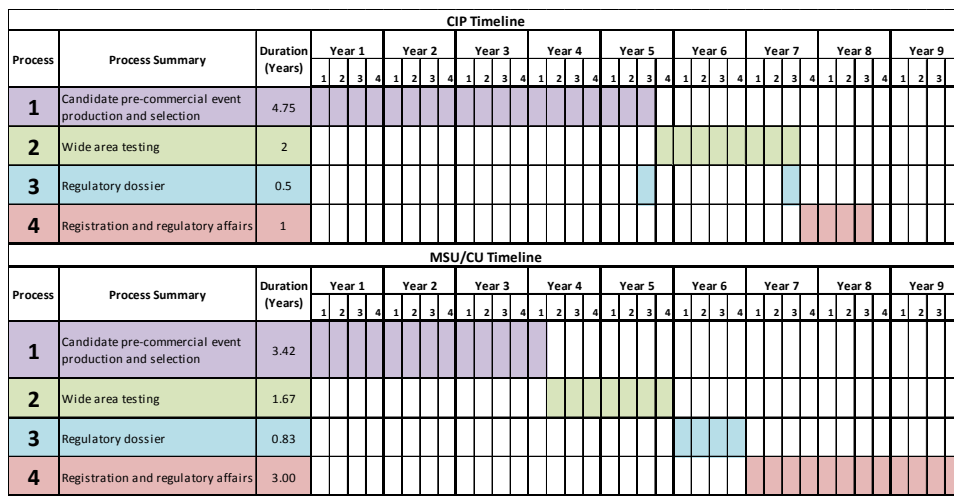 CIP Timeline
Process Process Summary Duration (Years) Year 1 Year 2 Year 3 Year 4 Year 5 Year 6 Year 7 Year 8 Year 9
1 2 3 4 1 2 3 4 1 2 3 4 1 2 3 4 1 2 3 4 1 2 3 4 1 2 3 4 1 2 3 4 1 2 3
1 Candidate pre-commercial event production and selection 4.75
2 Wide area testing 2
3 Regulatory dossier 0.5
4 Registration and regulatory affairs 1
MSU/CU Timeline
Process Process Summary Duration (Years) Year 1 Year 2 Year 3 Year 4 Year 5 Year 6 Year 7 Year 8 Year 9
1 2 3 4 1 2 3 4 1 2 3 4 1 2 3 4 1 2 3 4 1 2 3 4 1 2 3 4 1 2 3 4 1 2 3
1 Candidate pre-commercial event production and selection 3.42
2 Wide area testing 1.67
3 Regulatory dossier 0.83
4 Registration and regulatory affairs 3.00